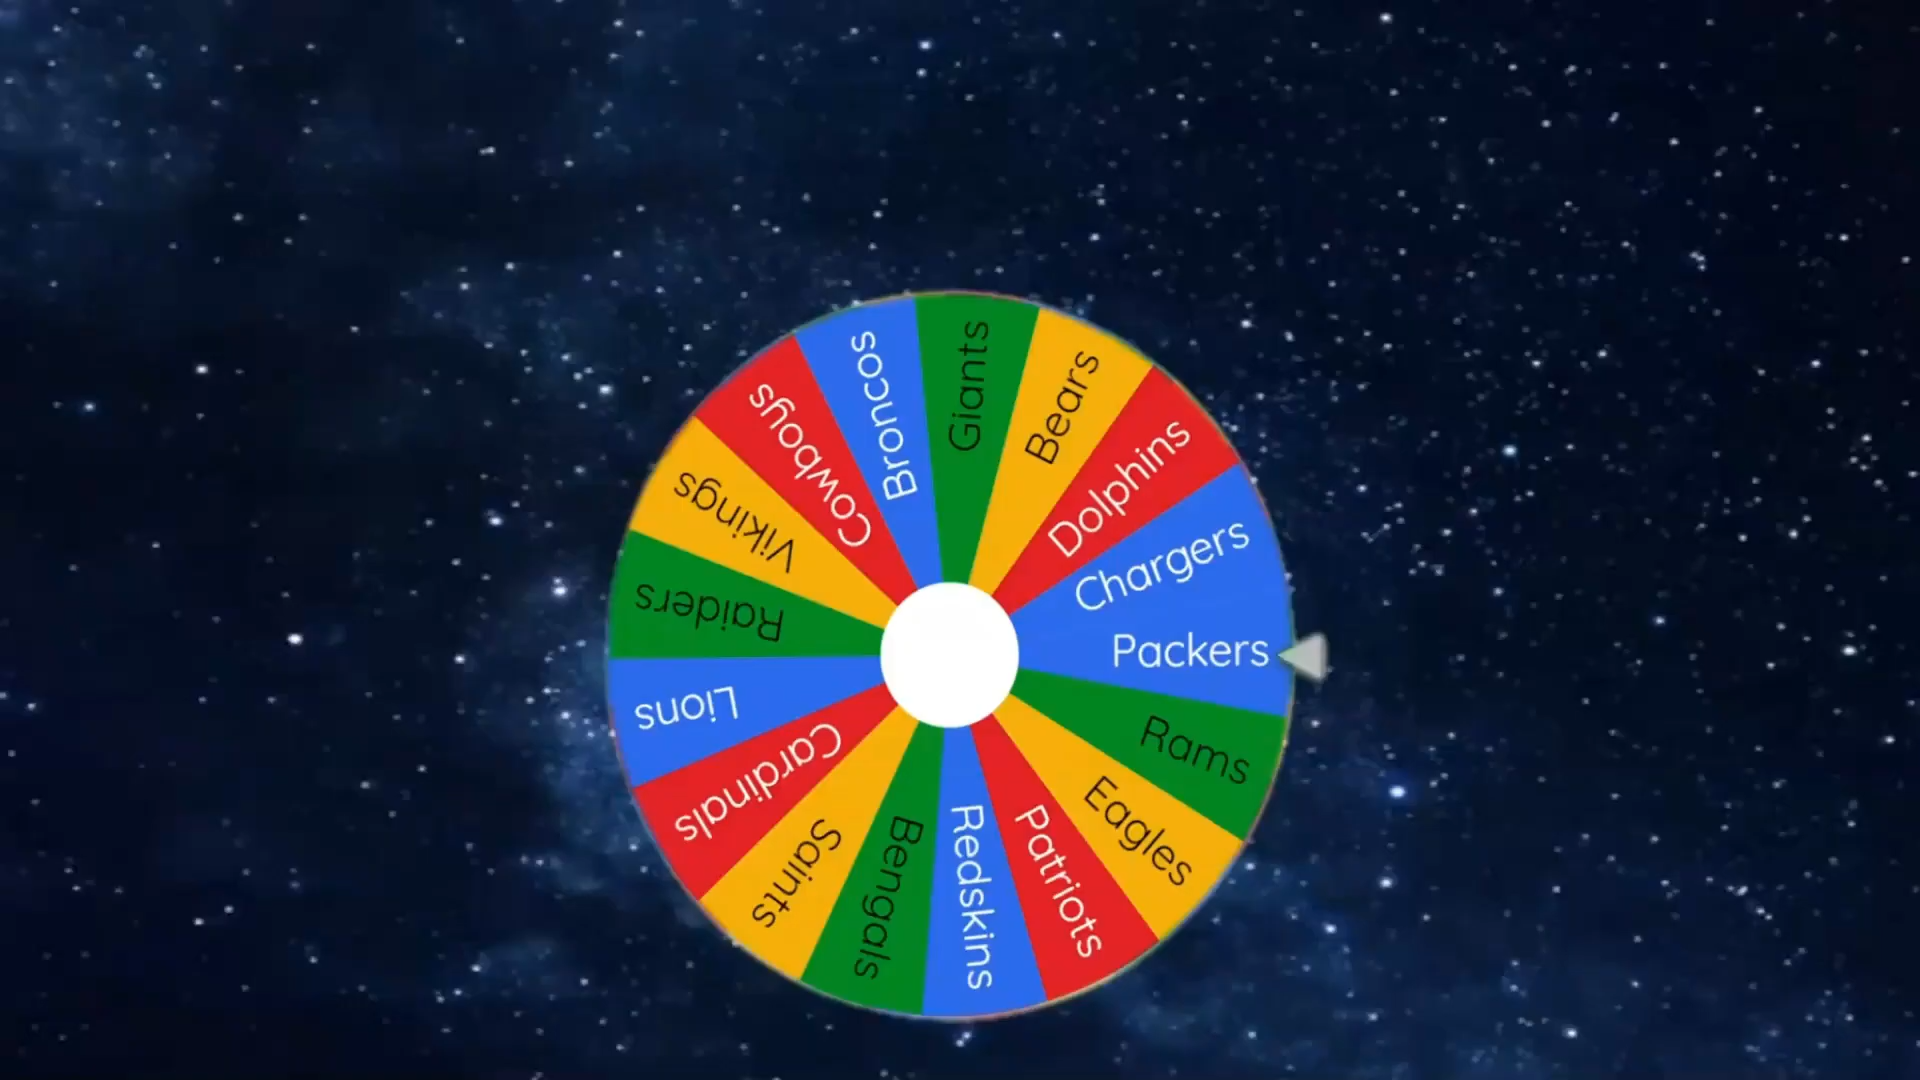 Giants
Bears
Dolphins
Chargers
Packers
Rams
Eagles
Patriots
Redskins
Bengals
Saints
Cardinals
Lions
Raiders
Vikings
Cowboys
Broncos